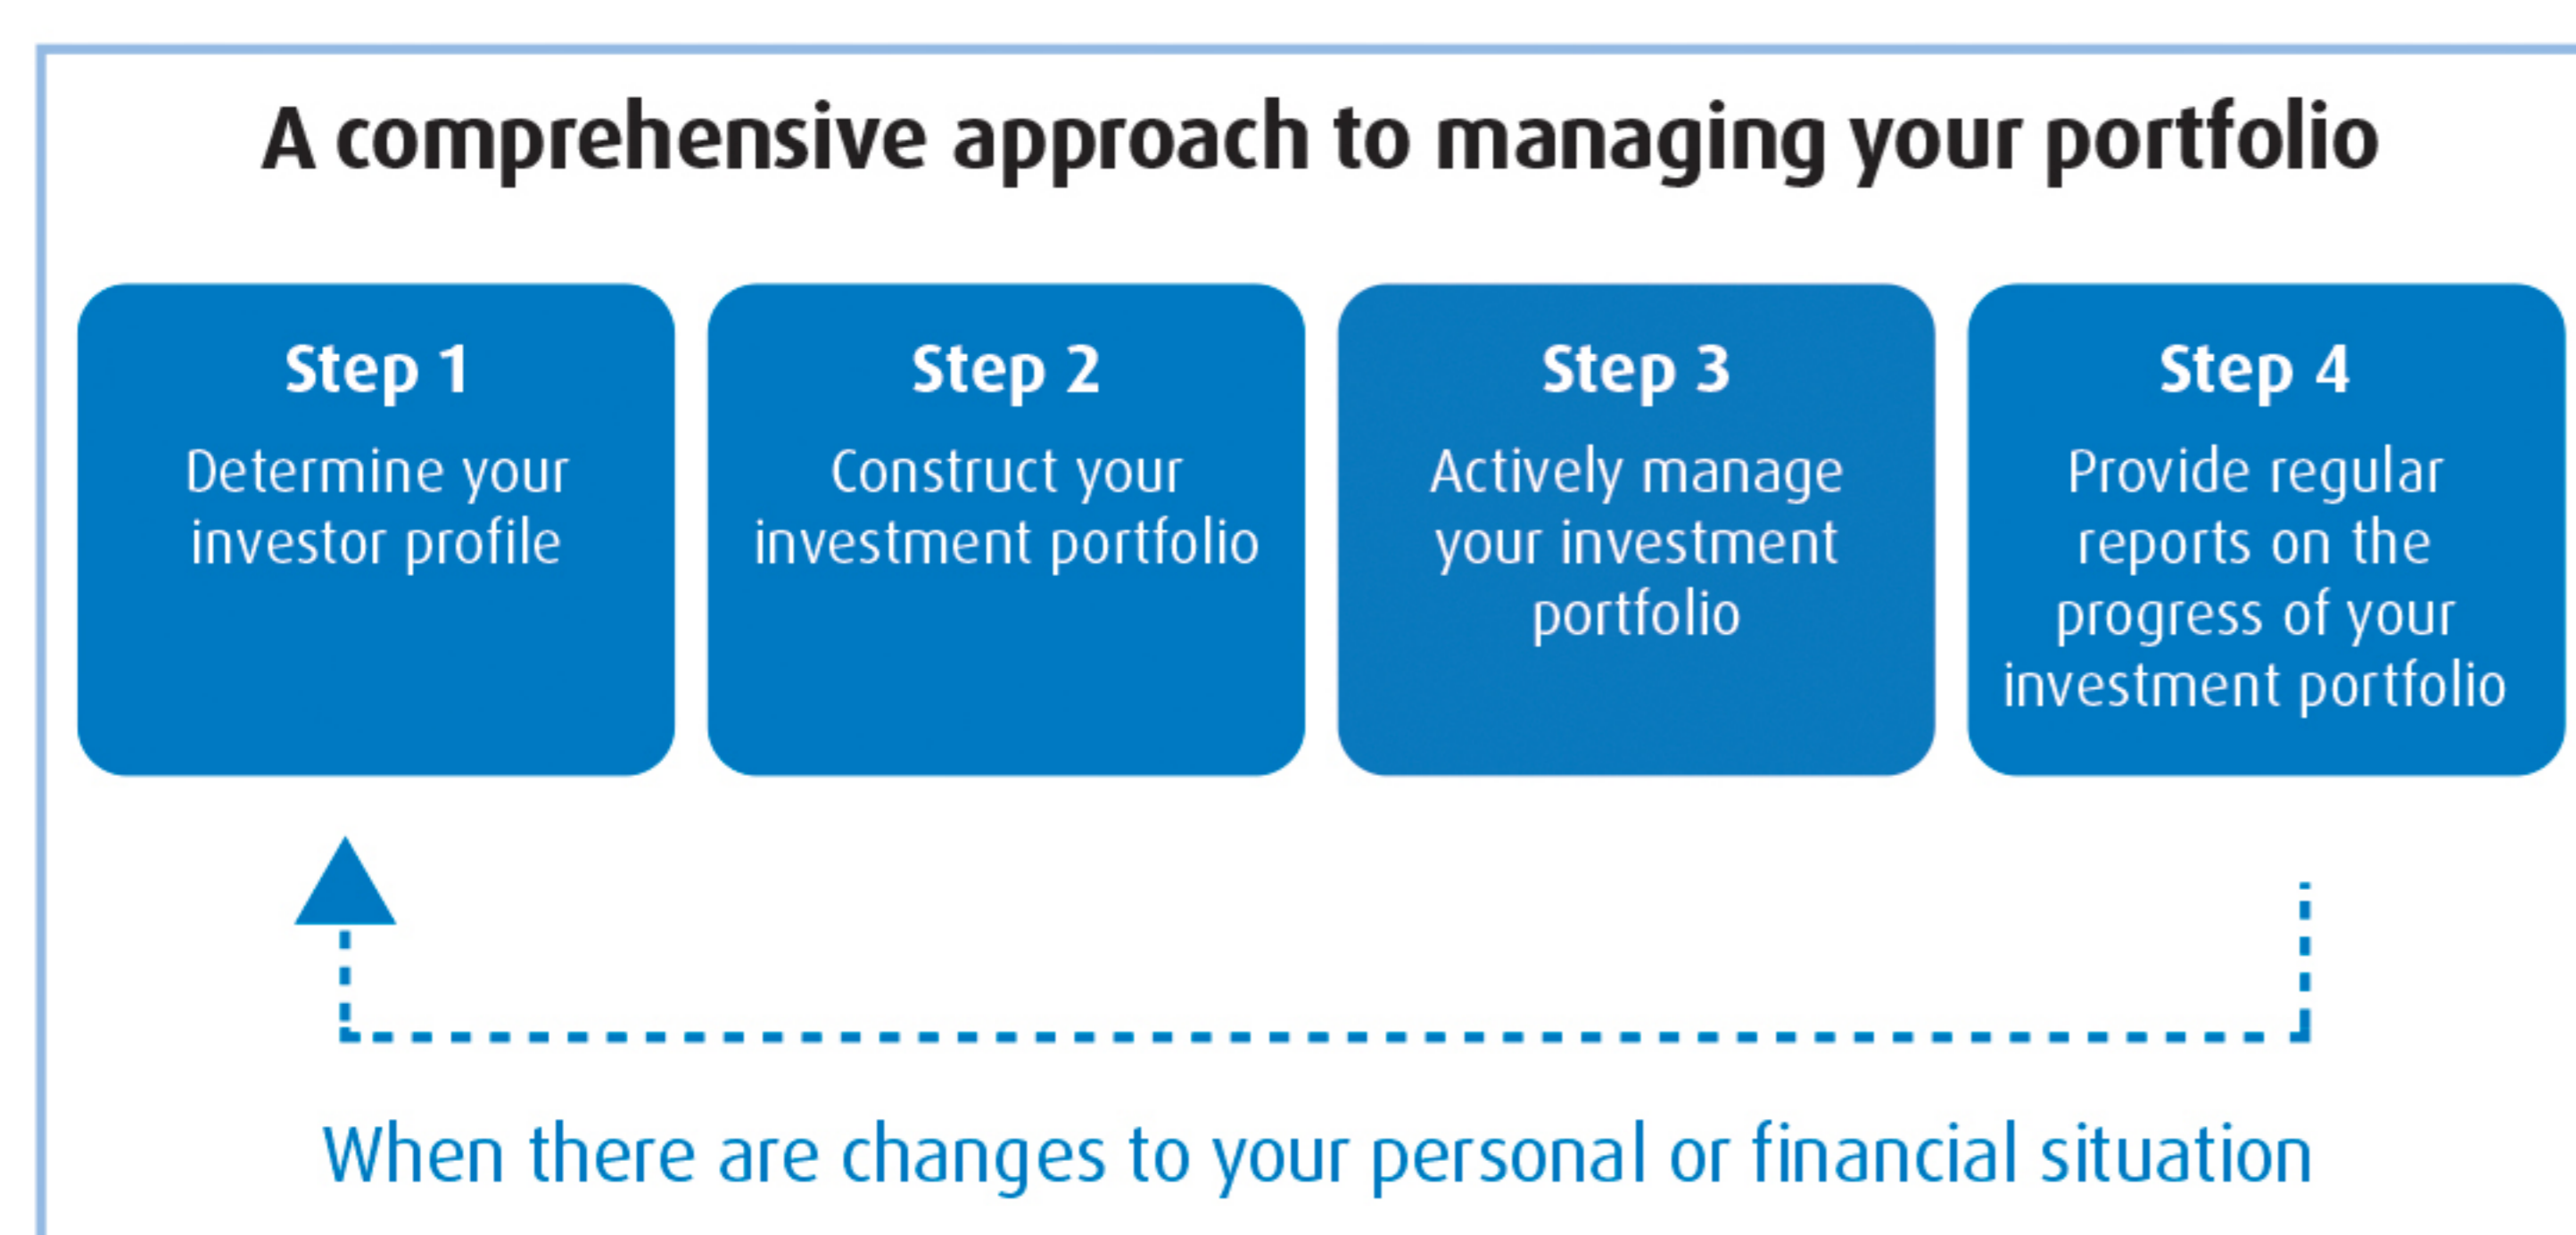 A comprehensive approach to managing your portfolio
Step 1
Determine your
investor profile
Step 2
Construct your
investment portfolio
Step 3
Actively manage
your investment
portfolio
Step 4
Provide regular
reports on the
progress of your
investment portfolio
When there are changes to your personal or financial situation